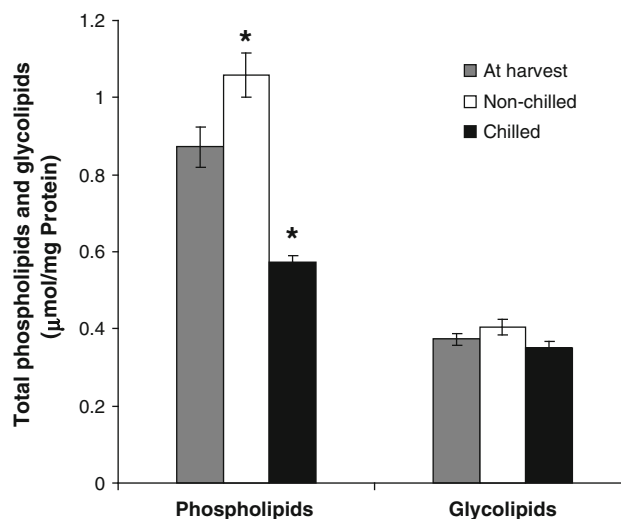 Total phospholipids and glycolipids
(µmol/mg Protein)
1.2
1
0.8
0.6
0.4
0.2
0
*
*
At harvest
Non-chilled
Chilled
Phospholipids
Glycolipids